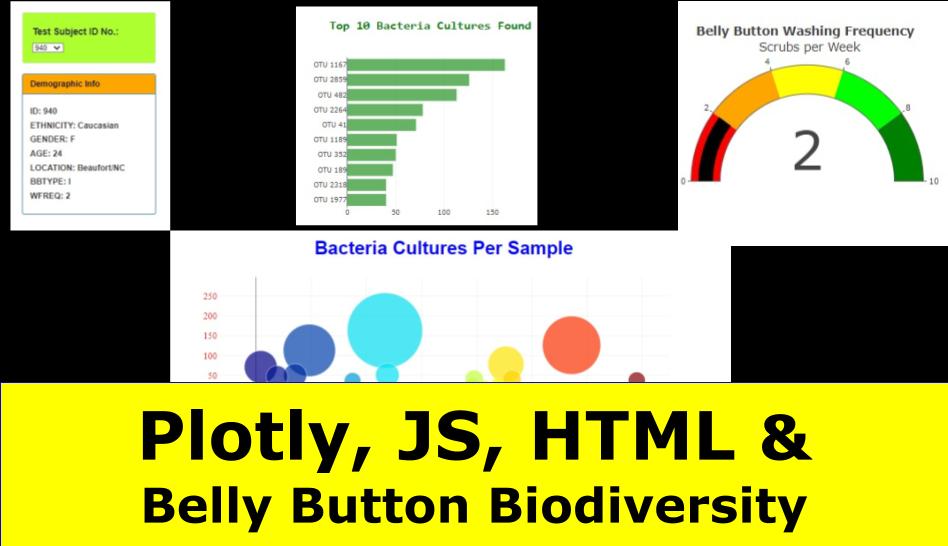 Test Subject ID No.:
940
Demographic Info
ID: 940
ETHNICITY: Caucasian
GENDER: F
AGE: 24
LOCATION: Beaufort/NC
BBTYPE: I
WFREQ: 2
Top 10 Bacteria Cultures Found
OTU 1167
OTU 2859
OTU 482
OTU 2264
OTU 41
OTU 1189
OTU 352
OTU 189
OTU 2318
OTU 1977
0 50 100 150
Belly Button Washing Frequency
Scrubs per Week
4 6
2 8
2
0 10
Bacteria Cultures Per Sample
250
200
150
100
50
Plotly, JS, HTML &
Belly Button Biodiversity